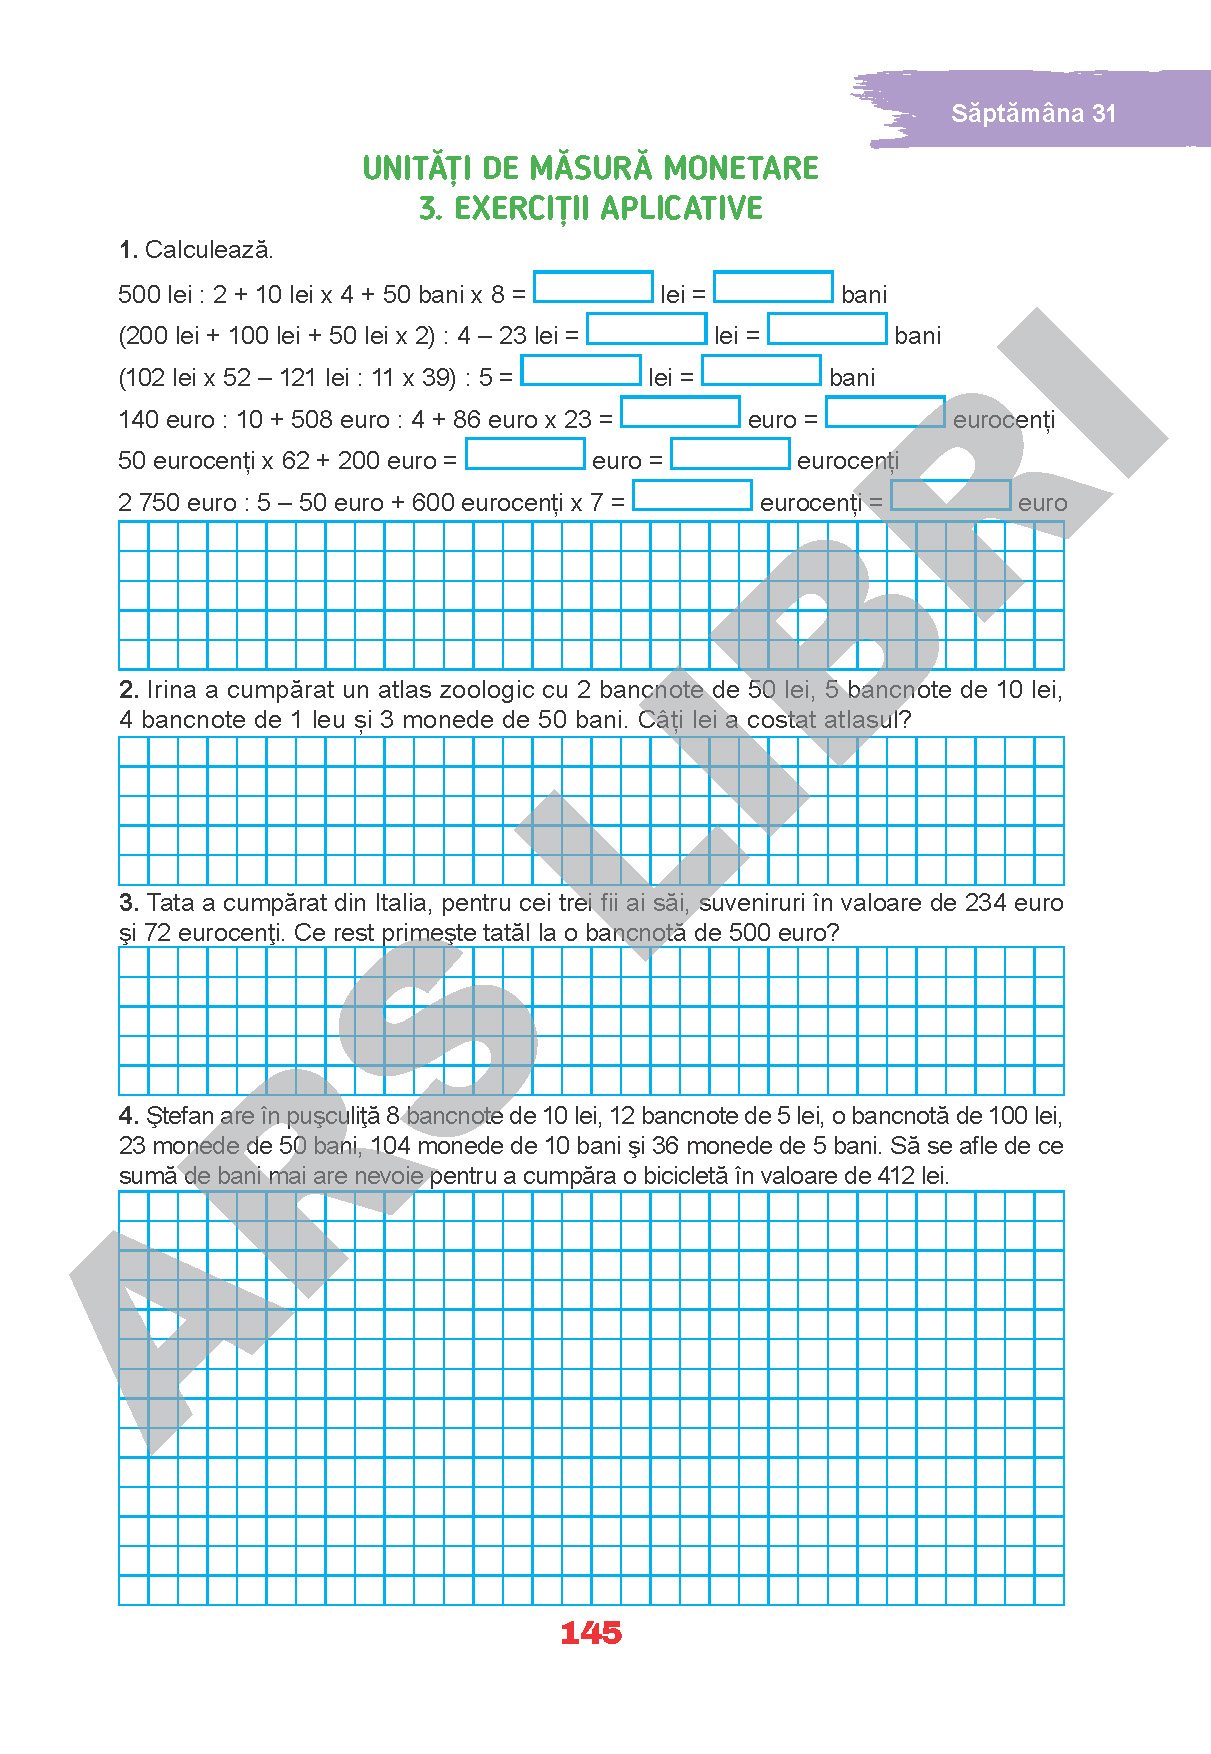 Săptămâna 31
UNITĂȚI DE MĂSURĂ MONETARE
3. EXERCIȚII APLICATIVE
1. Calculează.
500 lei : 2 + 10 lei x 4 + 50 bani x 8 = lei = bani
(200 lei + 100 lei + 50 lei x 2) : 4 – 23 lei = lei = bani
(102 lei x 52 – 121 lei : 11 x 39) : 5 = lei = bani
140 euro : 10 + 508 euro : 4 + 86 euro x 23 = euro = eurocenți
50 eurocenți x 62 + 200 euro = euro = eurocenți
2 750 euro : 5 – 50 euro + 600 eurocenți x 7 = eurocenți = euro
2. Irina a cumpărat un atlas zoologic cu 2 bancnote de 50 lei, 5 bancnote de 10 lei,
4 bancnote de 1 leu și 3 monede de 50 bani. Câți lei a costat atlasul?
3. Tata a cumpărat din Italia, pentru cei trei fii ai săi, suveniruri în valoare de 234 euro
şi 72 eurocenţi. Ce rest primeşte tatăl la o bancnotă de 500 euro?
4. Ştefan are în puşculiţă 8 bancnote de 10 lei, 12 bancnote de 5 lei, o bancnotă de 100 lei,
23 monede de 50 bani, 104 monede de 10 bani şi 36 monede de 5 bani. Să se afle de ce
sumă de bani mai are nevoie pentru a cumpăra o bicicletă în valoare de 412 lei.
ARS LIBRI
145